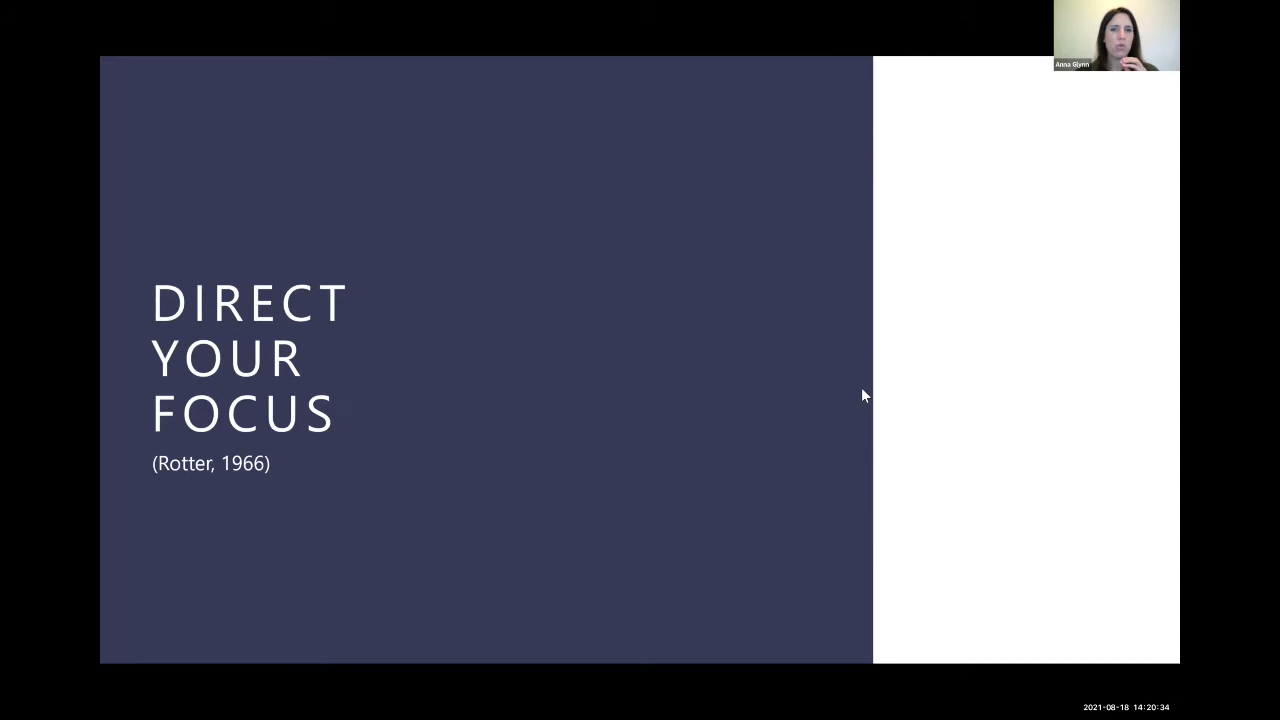 Anna Glynn
DIRECT
YOUR
FOCUS
(Rotter, 1966)
2021-08-18 14:20:34